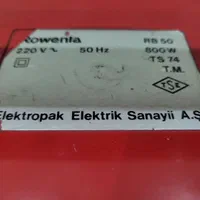 rowenta RB 50
220 V ~ 50 Hz 800 W
TS 74
T.M.
TSE
Elektropak Elektrik Sanayii A.Ş